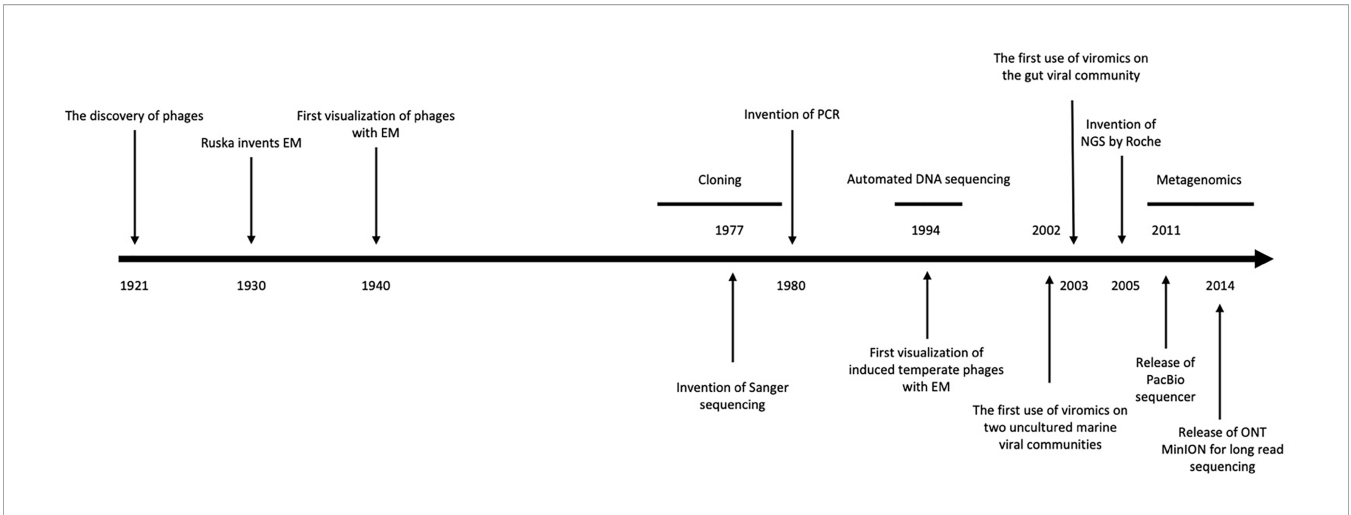 The first use of viromics on
the gut viral community
The discovery of phages
Ruska invents EM
First visualization of phages
with EM
Invention of PCR
Invention of
NGS by Roche
Cloning
Automated DNA sequencing
Metagenomics
1977
1994
2002
2011
1921
1930
1940
1980
2003
2005
2014
Invention of Sanger
sequencing
First visualization of
induced temperate phages
with EM
The first use of viromics on
two uncultured marine
viral communities
Release of
PacBio
sequencer
Release of ONT
MinION for long read
sequencing